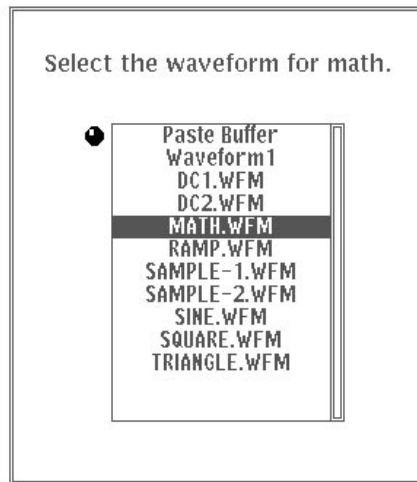 Select the waveform for math.
Paste Buffer
Waveform1
DC1.WFM
DC2.WFM
MATH.WFM
RAMP.WFM
SAMPLE-1.WFM
SAMPLE-2.WFM
SINE.WFM
SQUARE.WFM
TRIANGLE.WFM